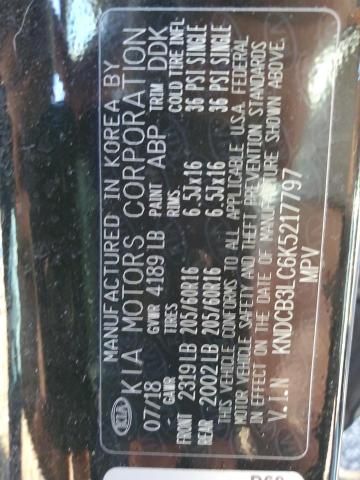 KIA
MANUFACTURED IN KOREA BY
KIA MOTORS CORPORATION
07/18 GVWR 4189 LB PAINT ABP TRIM DDK
GAWR TIRES RIMS. COLD TIRE INFL
FRONT 2319 LB 205/60R16 6.5Jx16 36 PSI SINGLE
REAR 2002 LB 205/60R16 6.5Jx16 36 PSI SINGLE
THIS VEHICLE CONFORMS TO ALL APPLICABLE U.S.A. FEDERAL
MOTOR VEHICLE SAFETY AND THEFT PREVENTION STANDARDS
IN EFFECT ON THE DATE OF MANUFACTURE SHOWN ABOVE.
V.I.N KNDCB3LC6K5217797
MPV